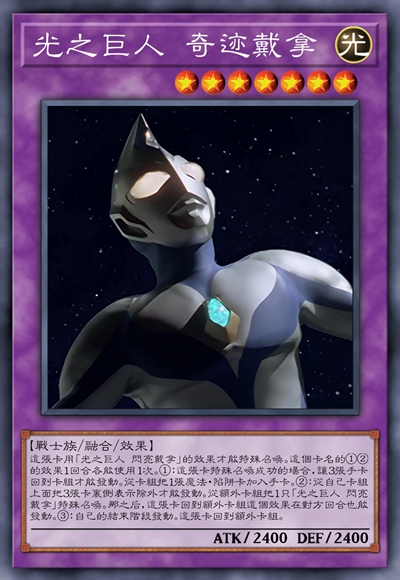 光之巨人 奇迹戴拿
光
【戰士族/融合/效果】
這張卡用「光之巨人 閃亮戴拿」的效果才能特殊召喚。這個卡名的①②
的效果1回合各能使用1次。①:這張卡特殊召喚成功的場合,讓3張手卡
回到卡組才能發動。從卡組把1張魔法·陷阱卡加入手卡。②:從自己卡組
上面把3張卡裏側表示除外才能發動。從額外卡組把1只「光之巨人 閃亮
戴拿」特殊召喚。那之后,這張卡回到額外卡組這個效果在對方回合也能
發動。③:自己的結束階段發動。這張卡回到額外卡組。
ATK/2400 DEF/2400